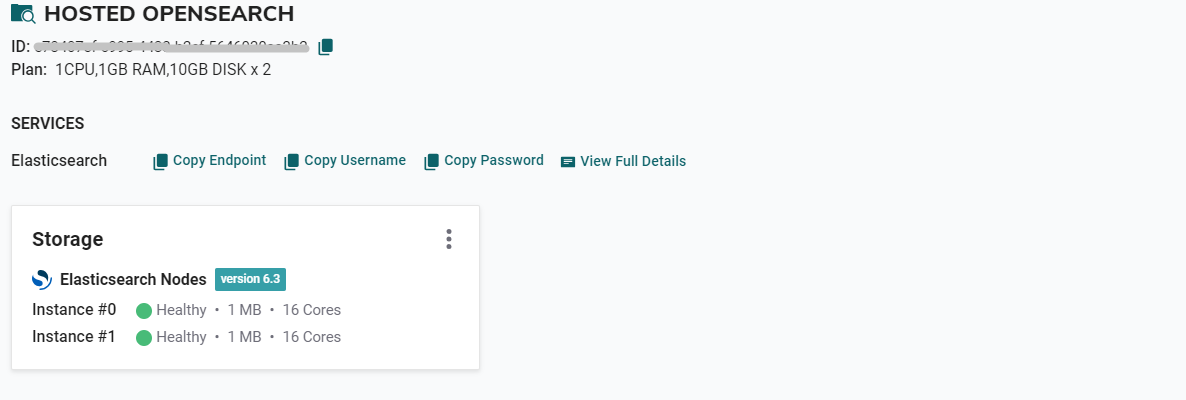 HOSTED OPENSEARCH
ID:
Plan: 1CPU,1GB RAM,10GB DISK x 2
SERVICES
Elasticsearch Copy Endpoint Copy Username Copy Password View Full Details
Storage
Elasticsearch Nodes version 6.3
Instance #0 Healthy • 1 MB • 16 Cores
Instance #1 Healthy • 1 MB • 16 Cores